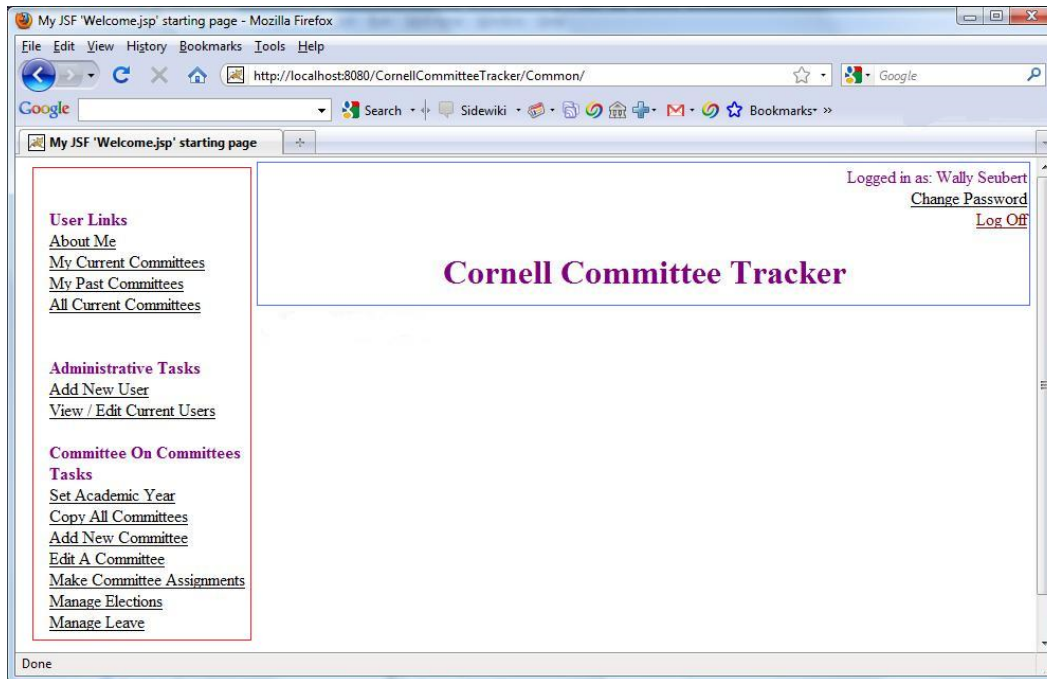 My JSF 'Welcome.jsp' starting page - Mozilla Firefox
File Edit View History Bookmarks Tools Help
http://localhost:8080/CornellCommitteeTracker/Common/
Google
Google
Search
Sidewiki
Bookmarks
My JSF 'Welcome.jsp' starting page
Logged in as: Wally Seubert
Change Password
Log Off
Cornell Committee Tracker
User Links
About Me
My Current Committees
My Past Committees
All Current Committees
Administrative Tasks
Add New User
View / Edit Current Users
Committee On Committees
Tasks
Set Academic Year
Copy All Committees
Add New Committee
Edit A Committee
Make Committee Assignments
Manage Elections
Manage Leave
Done